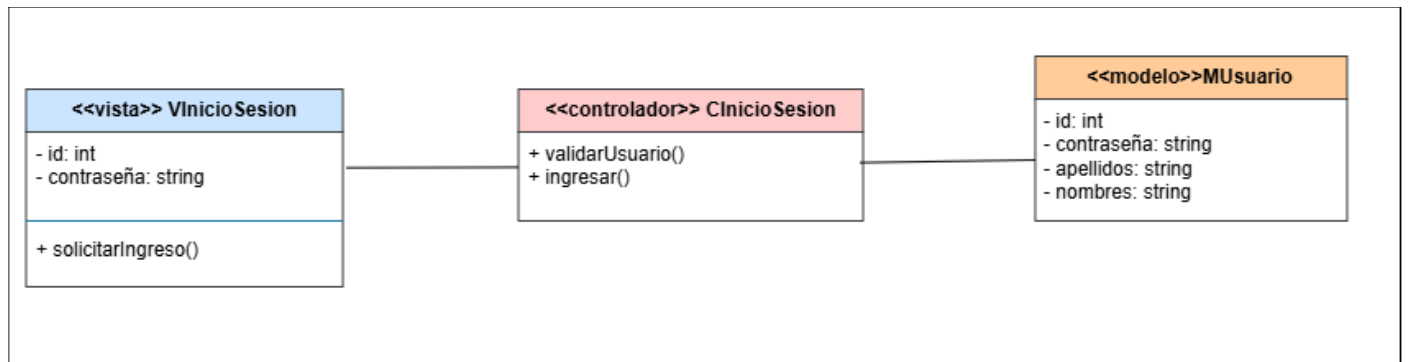 <<vista>> VInicioSesion
- id: int
- contraseña: string
+ solicitarIngreso()
<<controlador>> CInicioSesion
+ validarUsuario()
+ ingresar()
<<modelo>>MUsuario
- id: int
- contraseña: string
- apellidos: string
- nombres: string